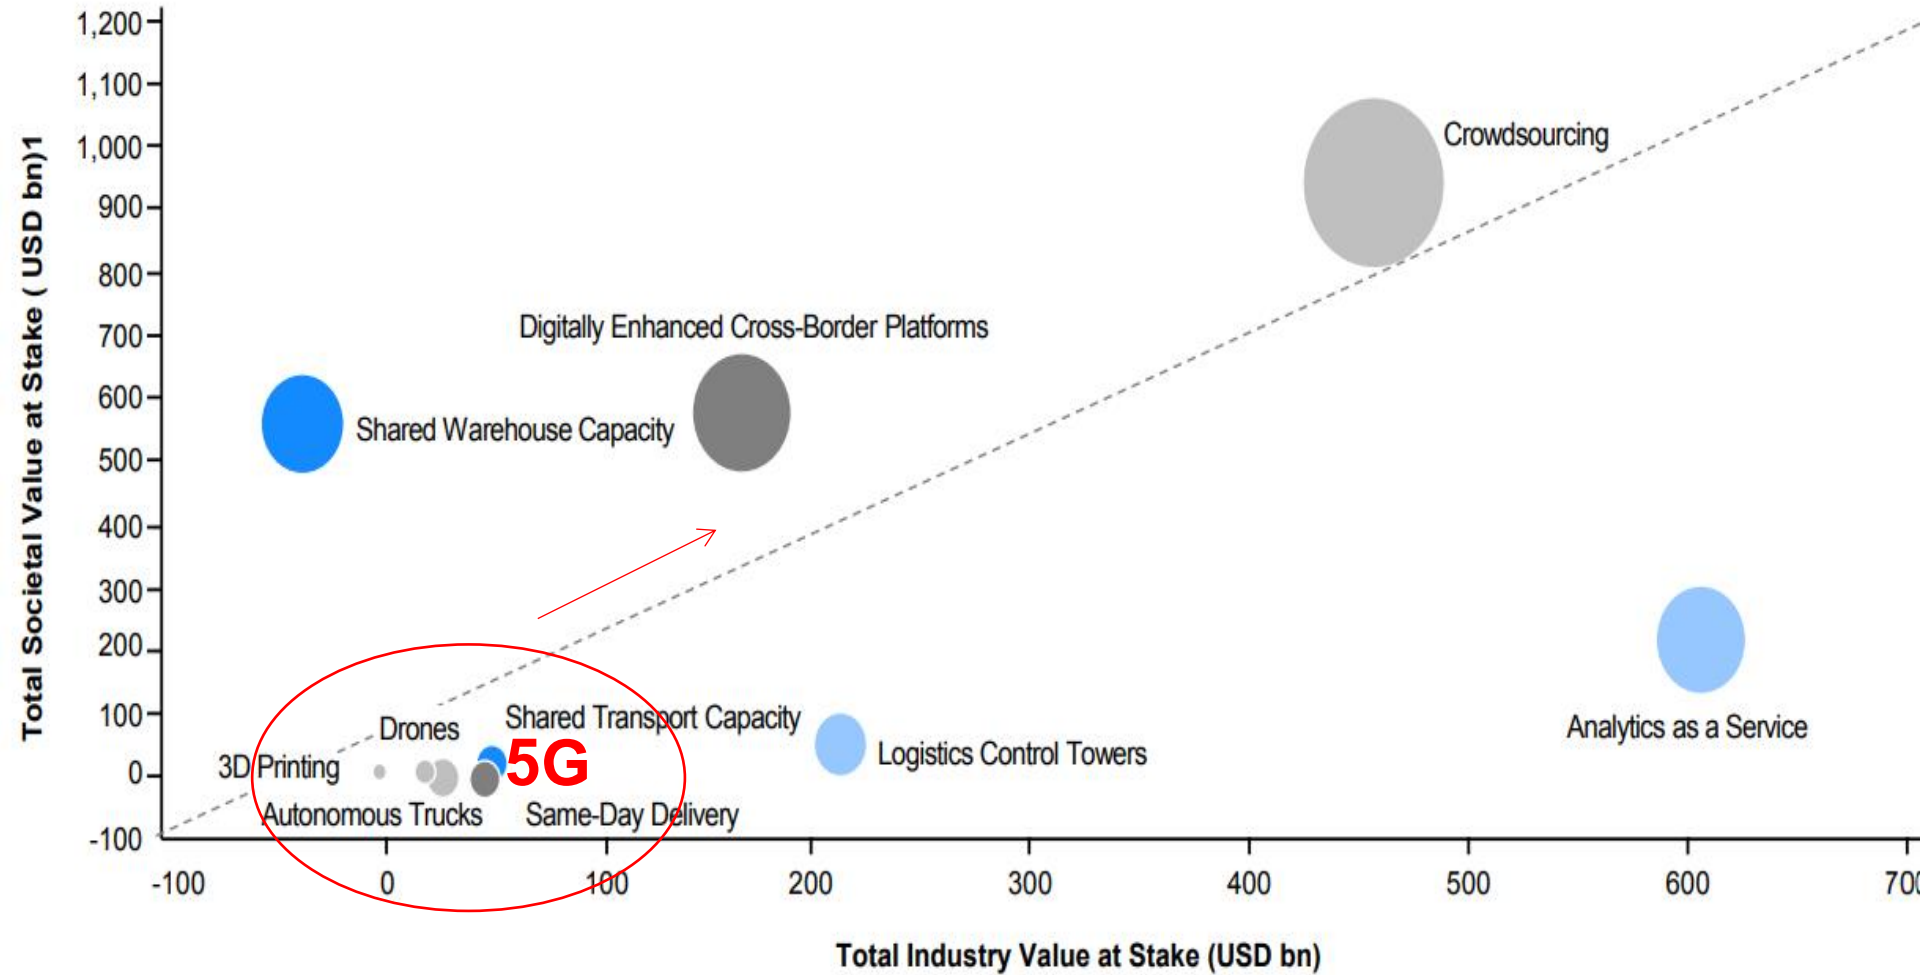 1,200
1,100
1,000
900
800
700
600
500
400
300
200
100
0
-100
Total Societal Value at Stake ( USD bn)1
Crowdsourcing
Digitally Enhanced Cross-Border Platforms
Shared Warehouse Capacity
Analytics as a Service
Shared Transport Capacity
Drones
5G
Logistics Control Towers
3D Printing
Autonomous Trucks
Same-Day Delivery
-100 0 100 200 300 400 500 600 700
Total Industry Value at Stake (USD bn)